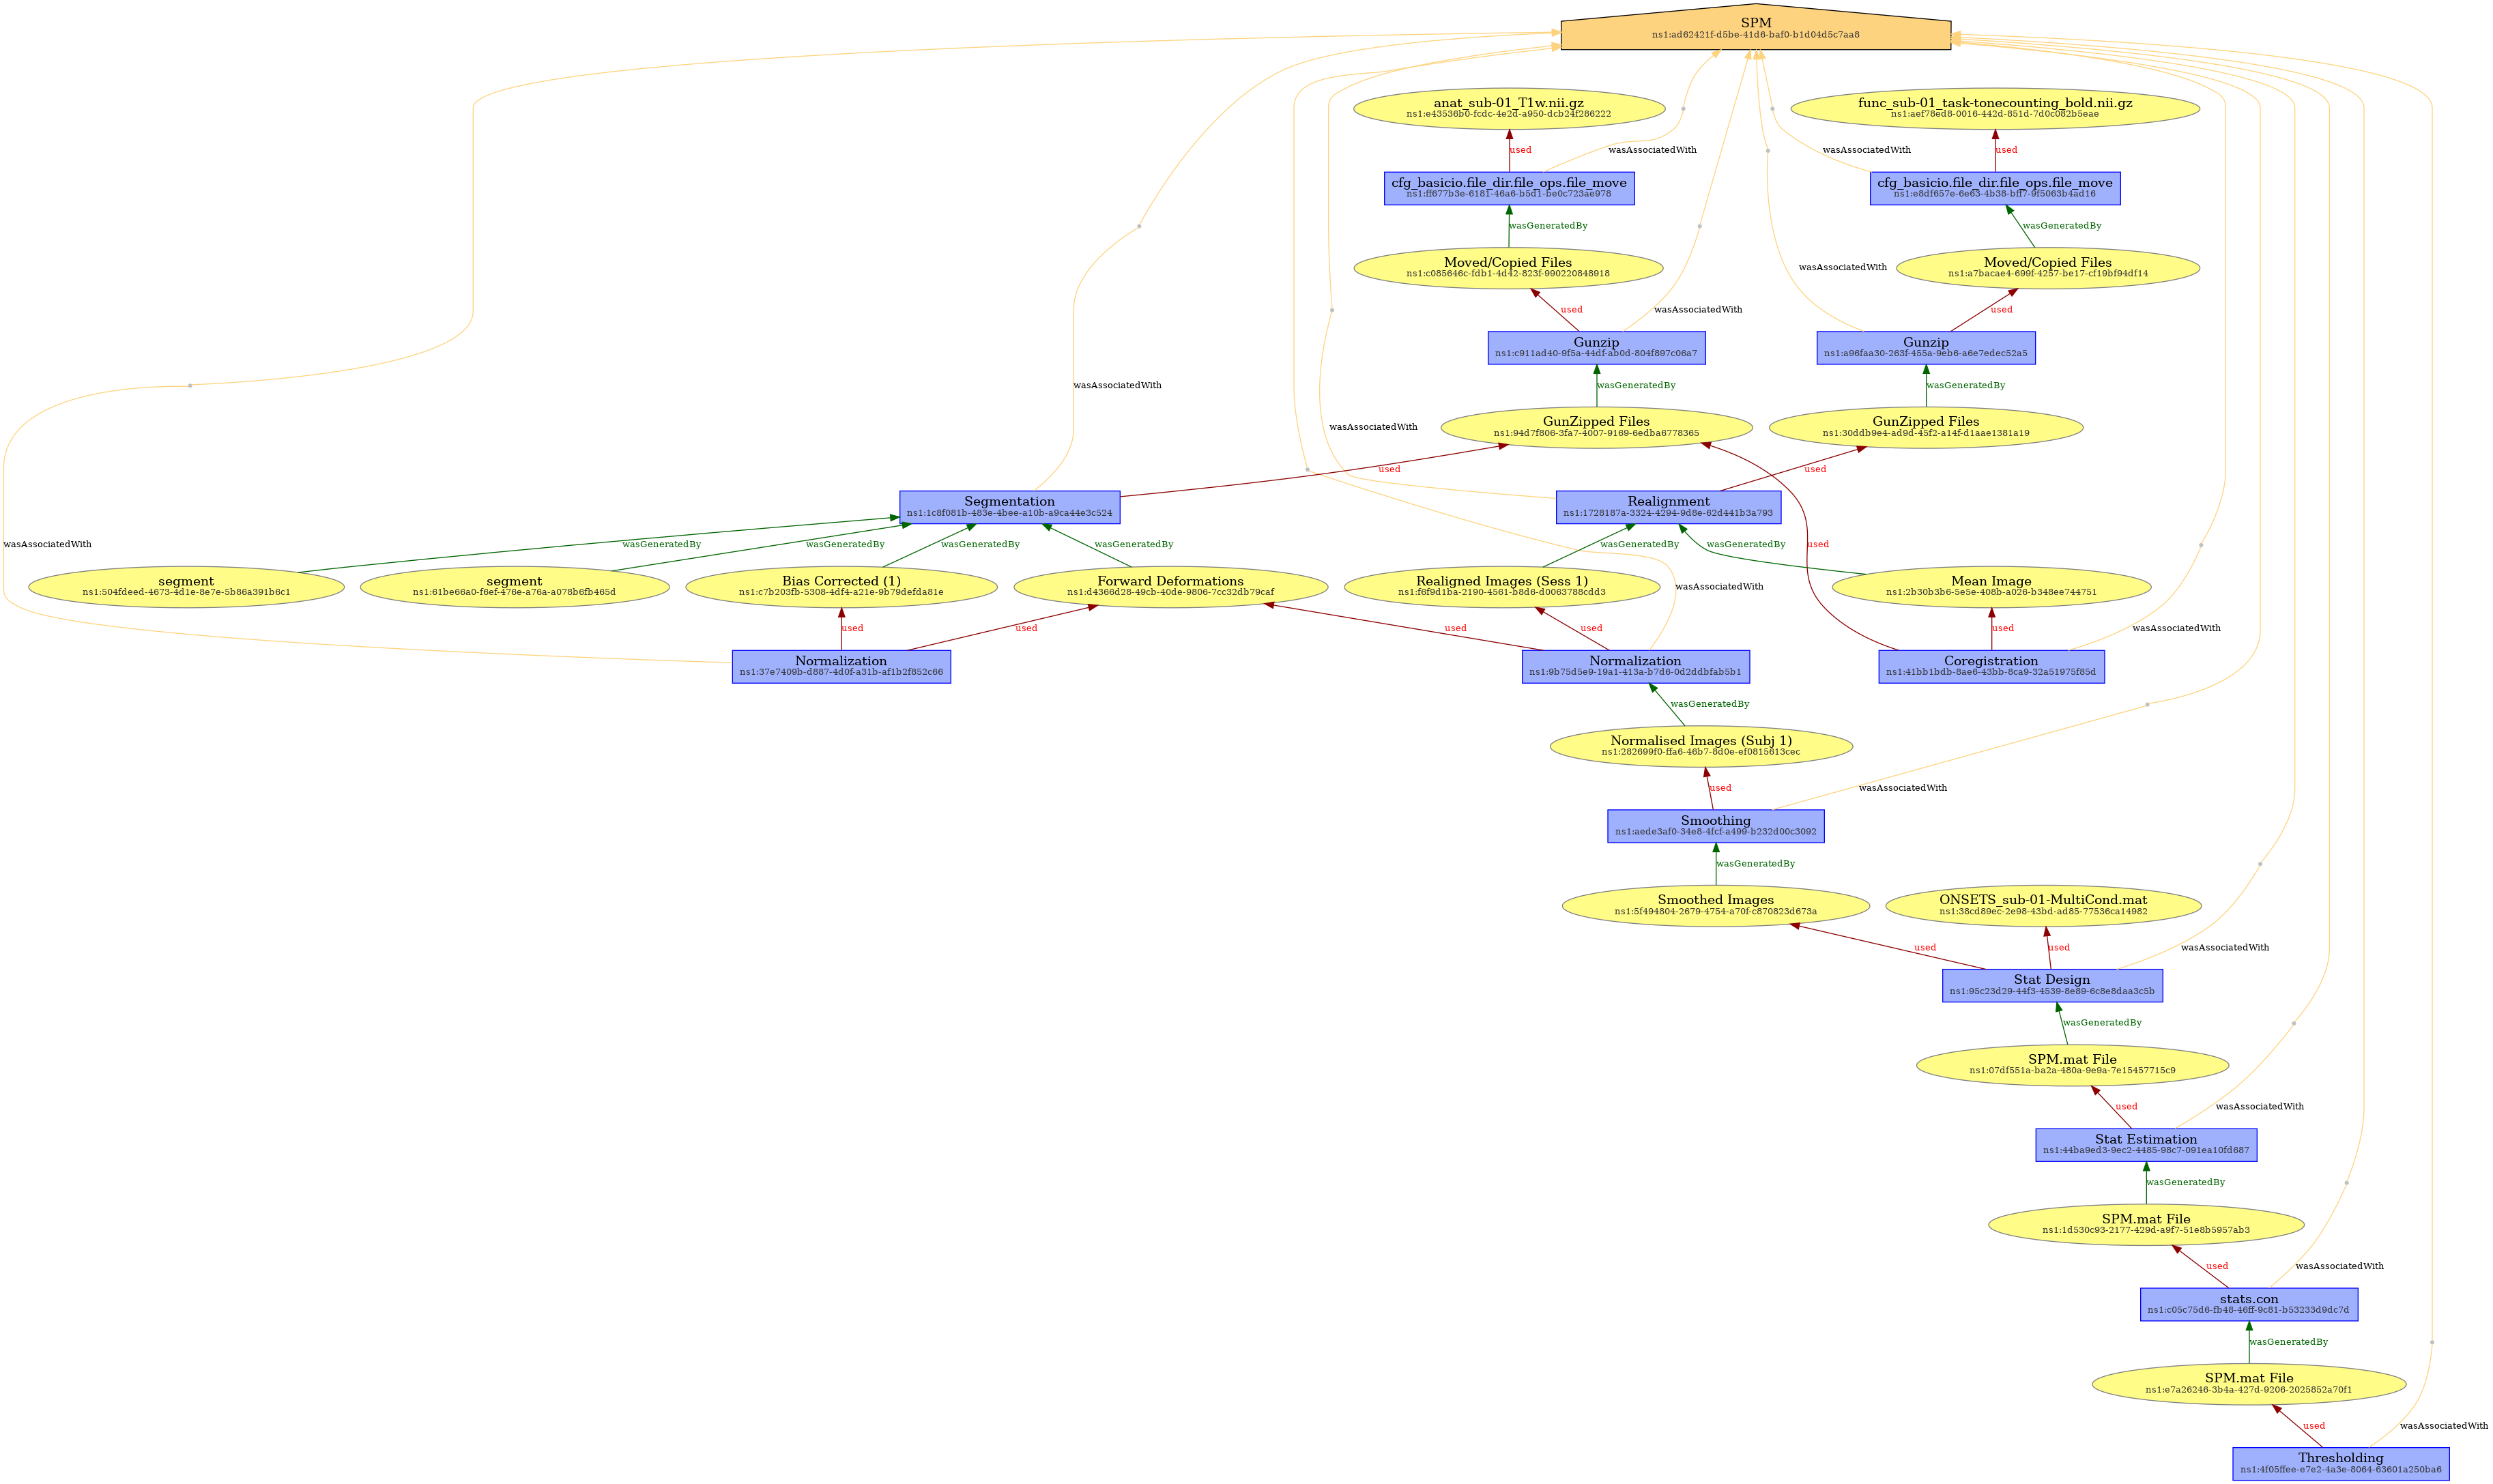 SPM
ns1:ad62421f-d5be-41d6-baf0-b1d04d5c7aa8
anat_sub-01_T1w.nii.gz
ns1:e43536b0-fcdc-4e2d-a950-dcb24f286222
func_sub-01_task-tonecounting_bold.nii.gz
ns1:aef78ed8-0016-442d-851d-7d0c082b5eae
used
wasAssociatedWith
wasAssociatedWith
used
cfg_basicio.file_dir.file_ops.file_move
ns1:ff677b3e-6181-46a6-b5d1-be0c723ae978
cfg_basicio.file_dir.file_ops.file_move
ns1:e8df657e-6e63-4b38-bff7-9f5063b4ad16
wasGeneratedBy
wasGeneratedBy
Moved/Copied Files
ns1:c085646c-fdb1-4d42-823f-990220848918
Moved/Copied Files
ns1:a7bacae4-699f-4257-be17-cf19bf94df14
wasAssociatedWith
used
wasAssociatedWith
used
Gunzip
ns1:c911ad40-9f5a-44df-ab0d-804f897c06a7
Gunzip
ns1:a96faa30-263f-455a-9eb6-a6e7edec52a5
wasAssociatedWith
wasGeneratedBy
wasGeneratedBy
GunZipped Files
ns1:94d7f806-3fa7-4007-9169-6edba6778365
GunZipped Files
ns1:30ddb9e4-ad9d-45f2-a14f-d1aae1381a19
wasAssociatedWith
used
used
Segmentation
ns1:1c8f081b-483e-4bee-a10b-a9ca44e3c524
Realignment
ns1:1728187a-3324-4294-9d8e-62d441b3a793
wasAssociatedWith
wasGeneratedBy
wasGeneratedBy
wasGeneratedBy
wasGeneratedBy
wasGeneratedBy
wasGeneratedBy
used
segment
ns1:504fdeed-4673-4d1e-8e7e-5b86a391b6c1
segment
ns1:61be66a0-f6ef-476e-a76a-a078b6fb465d
Bias Corrected (1)
ns1:c7b203fb-5308-4df4-a21e-9b79defda81e
Forward Deformations
ns1:d4366d28-49cb-40de-9806-7cc32db79caf
Realigned Images (Sess 1)
ns1:f6f9d1ba-2190-4561-b8d6-d0063788cdd3
wasAssociatedWith
Mean Image
ns1:2b30b3b6-5e5e-408b-a026-b348ee744751
used
used
used
used
used
wasAssociatedWith
Normalization
ns1:37e7409b-d887-4d0f-a31b-af1b2f852c66
Normalization
ns1:9b75d5e9-19a1-413a-b7d6-0d2ddbfab5b1
Coregistration
ns1:41bb1bdb-8ae6-43bb-8ca9-32a51975f85d
wasGeneratedBy
Normalised Images (Subj 1)
ns1:282699f0-ffa6-46b7-8d0e-ef0815613cec
used
wasAssociatedWith
Smoothing
ns1:aede3af0-34e8-4fcf-a499-b232d00c3092
wasGeneratedBy
Smoothed Images
ns1:5f494804-2679-4754-a70f-c870823d673a
ONSETS_sub-01-MultiCond.mat
ns1:38cd89ec-2e98-43bd-ad85-77536ca14982
used
used
wasAssociatedWith
Stat Design
ns1:95c23d29-44f3-4539-8e89-6c8e8daa3c5b
wasGeneratedBy
SPM.mat File
ns1:07df551a-ba2a-480a-9e9a-7e15457715c9
used
wasAssociatedWith
Stat Estimation
ns1:44ba9ed3-9ec2-4485-98c7-091ea10fd687
wasGeneratedBy
SPM.mat File
ns1:1d530c93-2177-429d-a9f7-51e8b5957ab3
used
wasAssociatedWith
stats.con
ns1:c05c75d6-fb48-46ff-9c81-b53233d9dc7d
wasGeneratedBy
SPM.mat File
ns1:e7a26246-3b4a-427d-9206-2025852a70f1
used
wasAssociatedWith
Thresholding
ns1:4f05ffee-e7e2-4a3e-8064-63601a250ba6